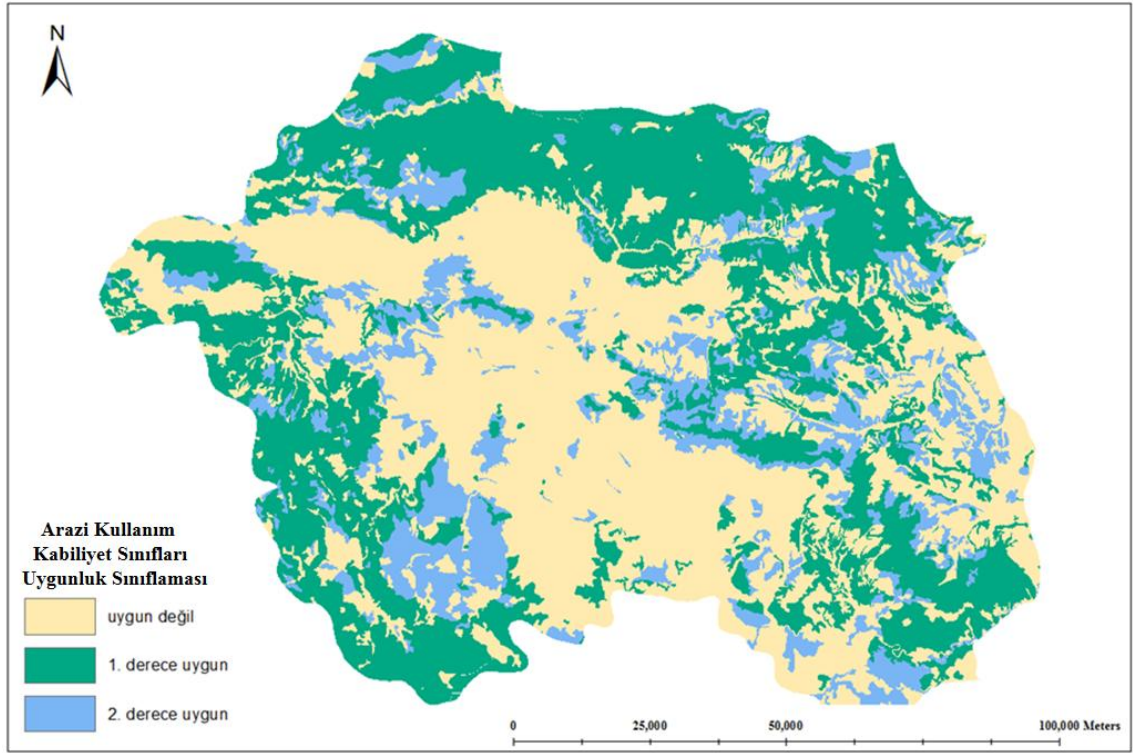 N
Arazi Kullanım
Kabiliyet Sınıfları
Uygunluk Sınıflaması
uygun değil
1. derece uygun
2. derece uygun
0 25,000 50,000 100,000 Meters